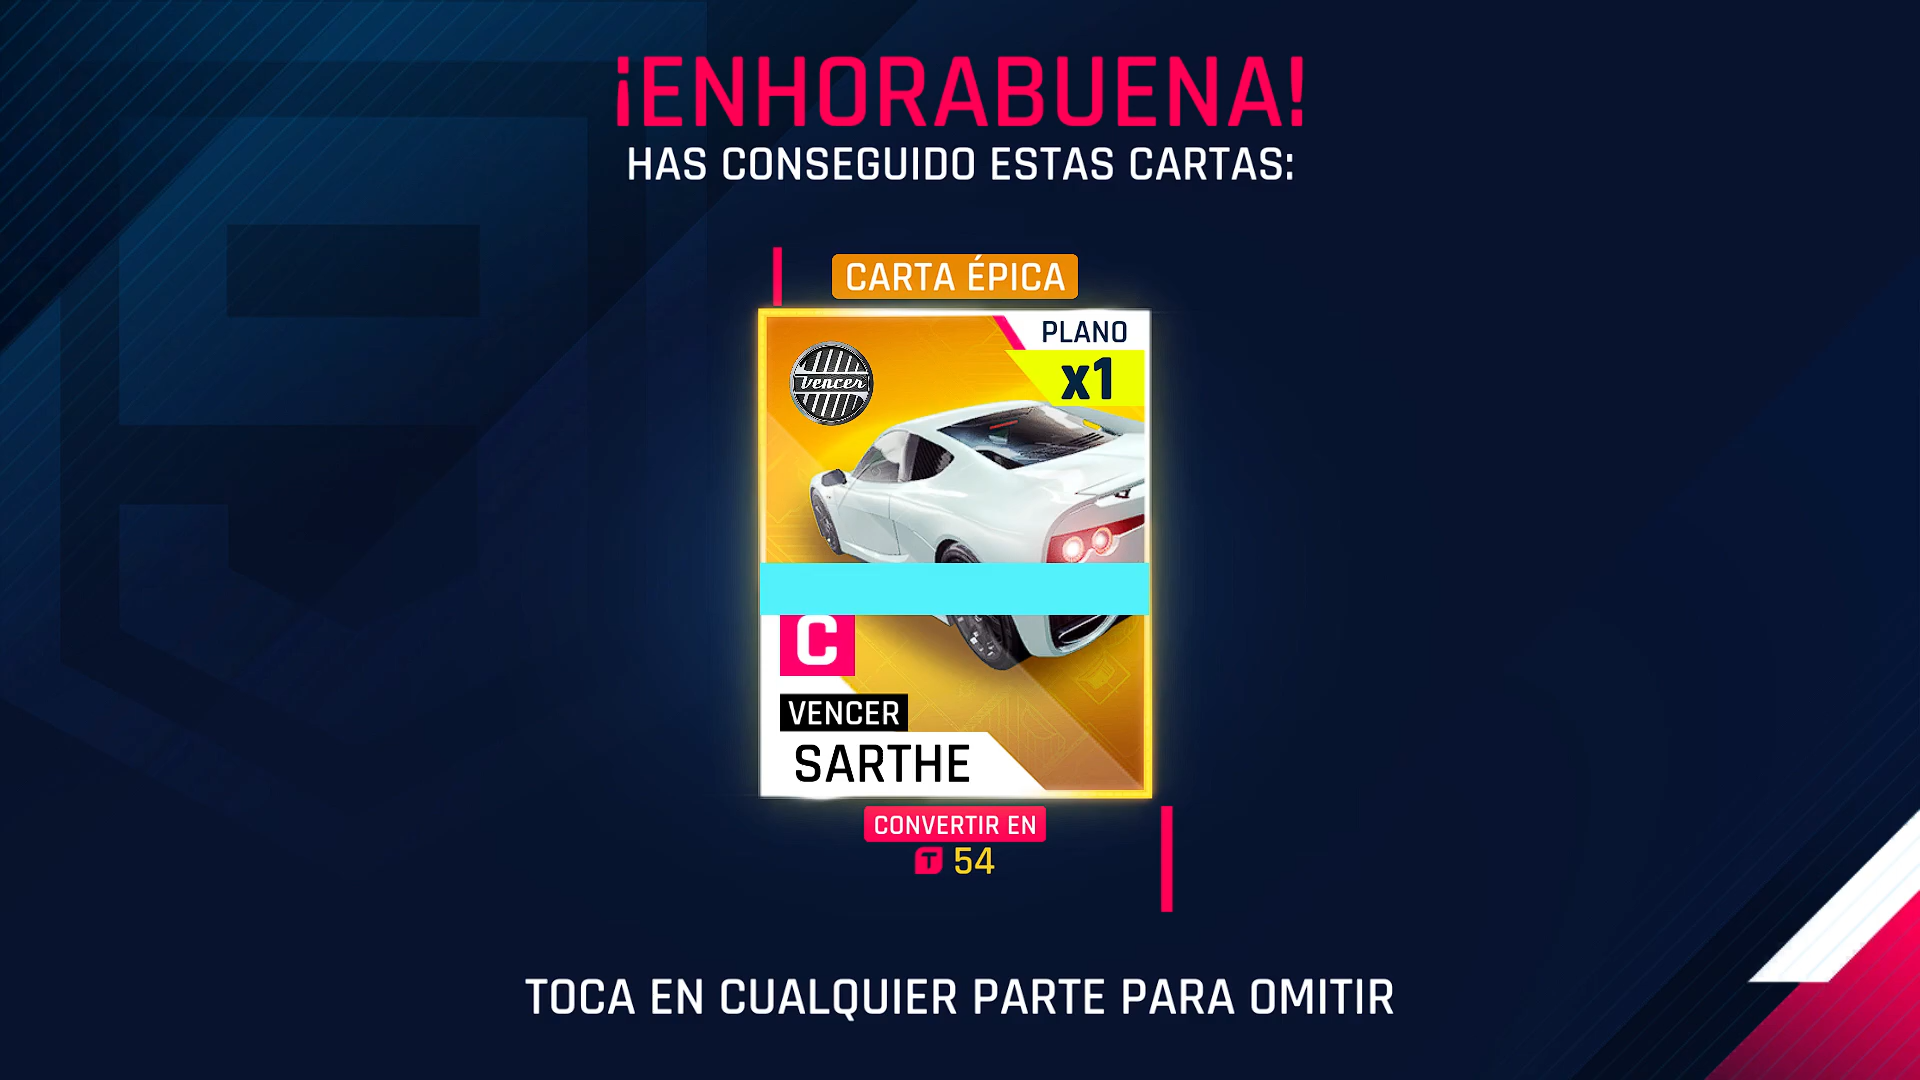 ¡ENHORABUENA!
HAS CONSEGUIDO ESTAS CARTAS:
CARTA ÉPICA
PLANO
x1
Vencer
C
VENCER
SARTHE
CONVERTIR EN
T 54
TOCA EN CUALQUIER PARTE PARA OMITIR